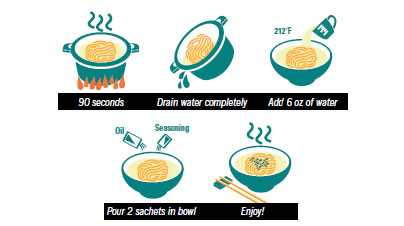 212°F
90 seconds
Drain water completely
Add 6 oz of water
Oil
Seasoning
Pour 2 sachets in bowl
Enjoy!